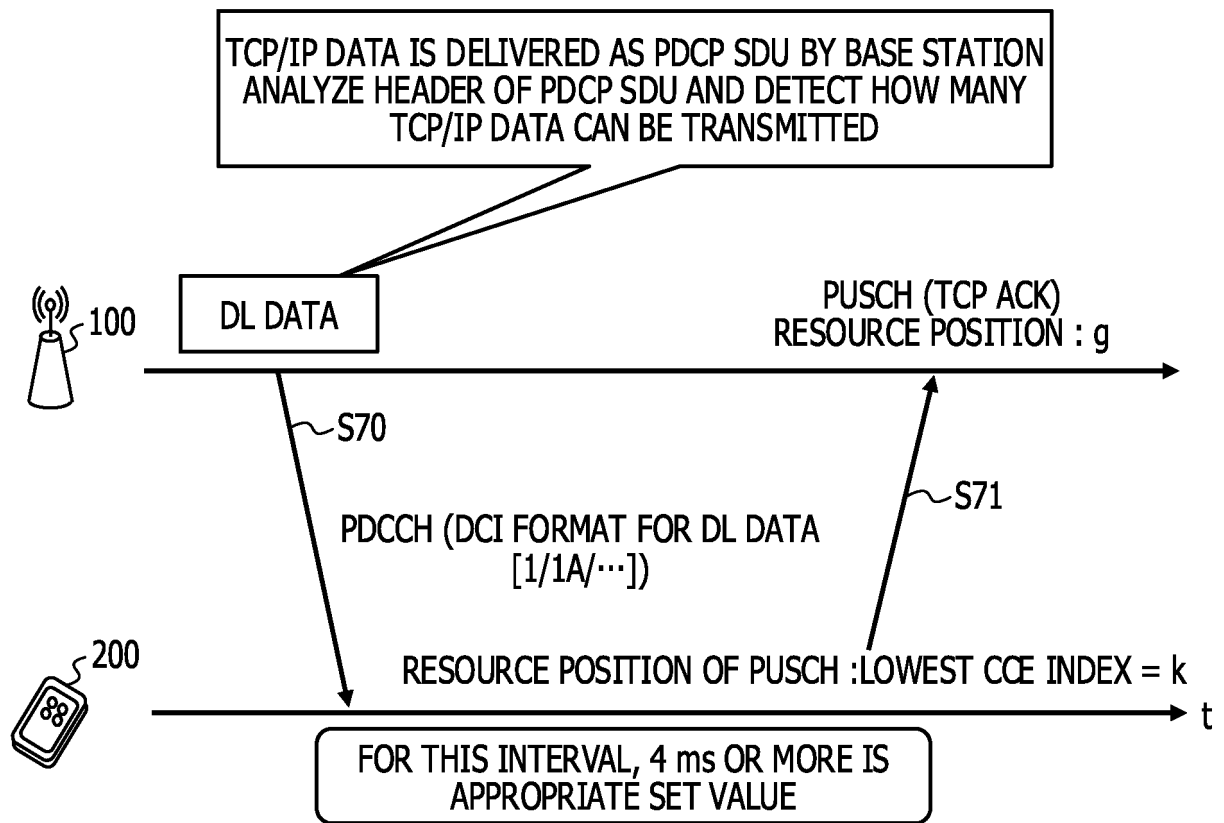 TCP/IP DATA IS DELIVERED AS PDCP SDU BY BASE STATION
ANALYZE HEADER OF PDCP SDU AND DETECT HOW MANY
TCP/IP DATA CAN BE TRANSMITTED
DL DATA
PUSCH (TCP ACK)
RESOURCE POSITION : g
100
S70
S71
PDCCH (DCI FORMAT FOR DL DATA
[1/1A/⋯])
200
RESOURCE POSITION OF PUSCH :LOWEST CCE INDEX = k
t
FOR THIS INTERVAL, 4 ms OR MORE IS
APPROPRIATE SET VALUE